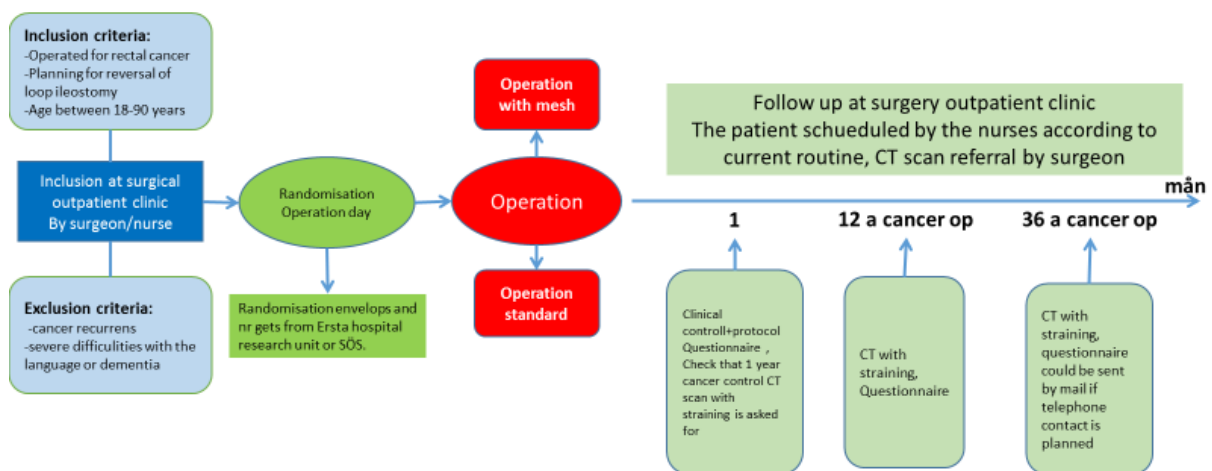 Inclusion criteria:
-Operated for rectal cancer
-Planning for reversal of
loop ileostomy
-Age between 18-90 years
Inclusion at surgical
outpatient clinic
By surgeon/nurse
Exclusion criteria:
-cancer recurrens
-severe difficulities with the
language or dementia
Randomisation
Operation day
Randomisation envelops and
nr gets from Ersta hospital
research unit or SÖS.
Operation
with mesh
Operation
Operation
standard
Follow up at surgery outpatient clinic
The patient schueduled by the nurses according to
current routine, CT scan referral by surgeon
mån
1
12 a cancer op
36 a cancer op
Clinical
controll+protocol
Questionnaire ,
Check that 1 year
cancer control CT
scan with
straining is asked
for
CT with
straining,
Questionnaire
CT with
straining,
questionnaire
could be sent
by mail if
telephone
contact is
planned